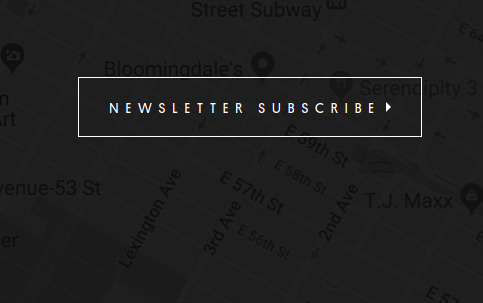 Street Subway
Bloomingdale's
Serendipity 3
NEWSLETTER SUBSCRIBE
Art
E 59th St
E 58th St
E 57th St
E 56th St
venue-53 St
Lexington Ave
3rd Ave
2nd Ave
T.J. Maxx